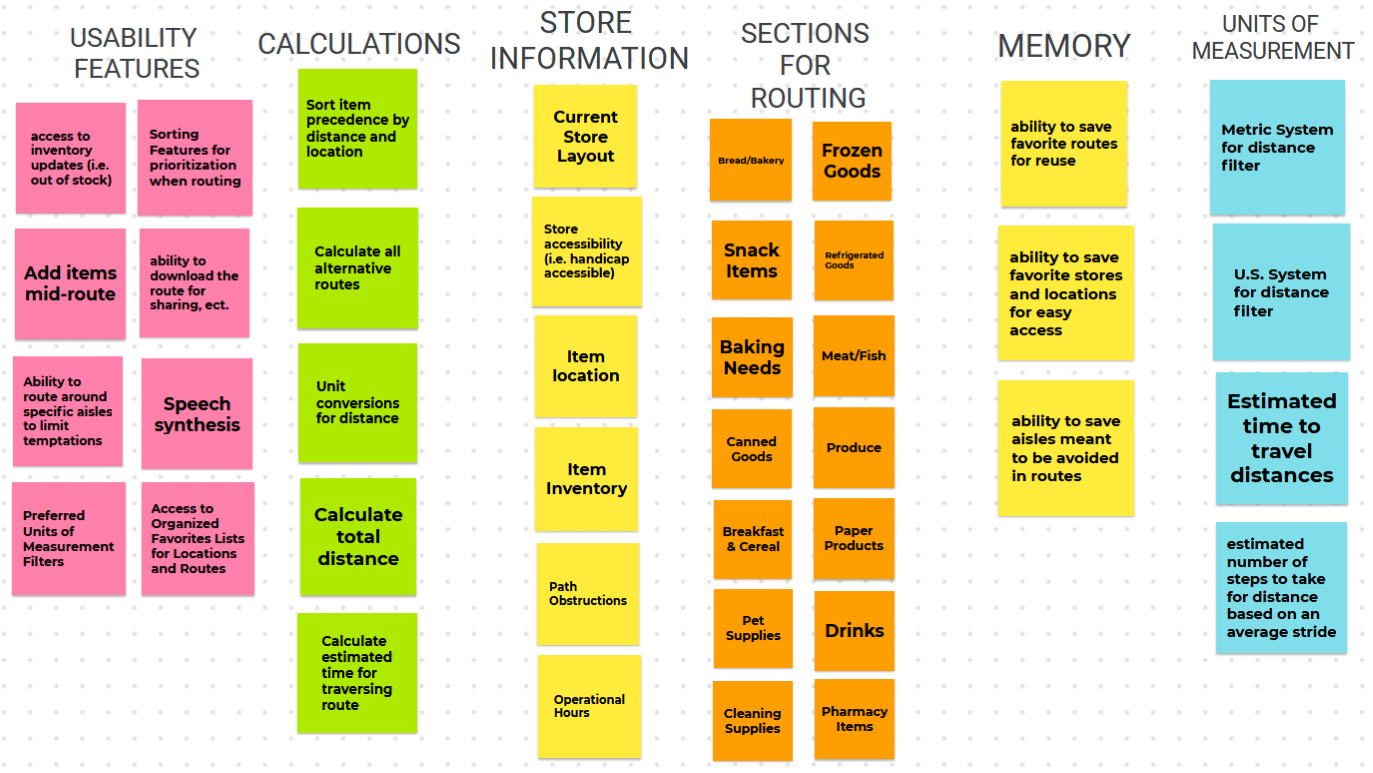 USABILITY
FEATURES
access to
inventory
updates (i.e.
out of stock)
Sorting
Features for
prioritization
when routing
Add items
mid-route
ability to
download the
route for
sharing, ect.
Ability to
route around
specific aisles
to limit
temptations
Speech
synthesis
Preferred
Units of
Measurement
Filters
Access to
Organized
Favorites Lists
for Locations
and Routes
CALCULATIONS
Sort item
precedence by
distance and
location
Calculate all
alternative
routes
Unit
conversions
for distance
Calculate
total
distance
Calculate
estimated
time for
traversing
route
STORE
INFORMATION
Current
Store
Layout
Store
accessibility
(i.e. handicap
accessible)
Item
location
Item
Inventory
Path
Obstructions
Operational
Hours
SECTIONS
FOR
ROUTING
Bread/Bakery
Frozen
Goods
Snack
Items
Refrigerated
Goods
Baking
Needs
Meat/Fish
Canned
Goods
Produce
Breakfast
& Cereal
Paper
Products
Pet
Supplies
Drinks
Cleaning
Supplies
Pharmacy
Items
MEMORY
ability to save
favorite routes
for reuse
ability to save
favorite stores
and locations
for easy
access
ability to save
aisles meant
to be avoided
in routes
UNITS OF
MEASUREMENT
Metric System
for distance
filter
U.S. System
for distance
filter
Estimated
time to
travel
distances
estimated
number of
steps to take
for distance
based on an
average stride